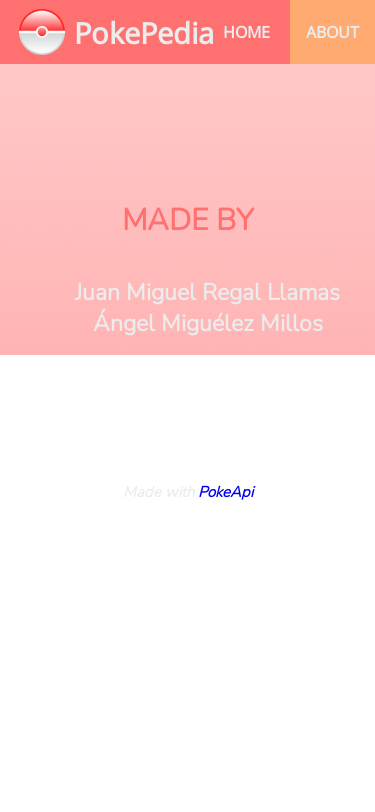 PokePedia
HOME
ABOUT
MADE BY
Juan Miguel Regal Llamas
Ángel Miguélez Millos
Made with PokeApi